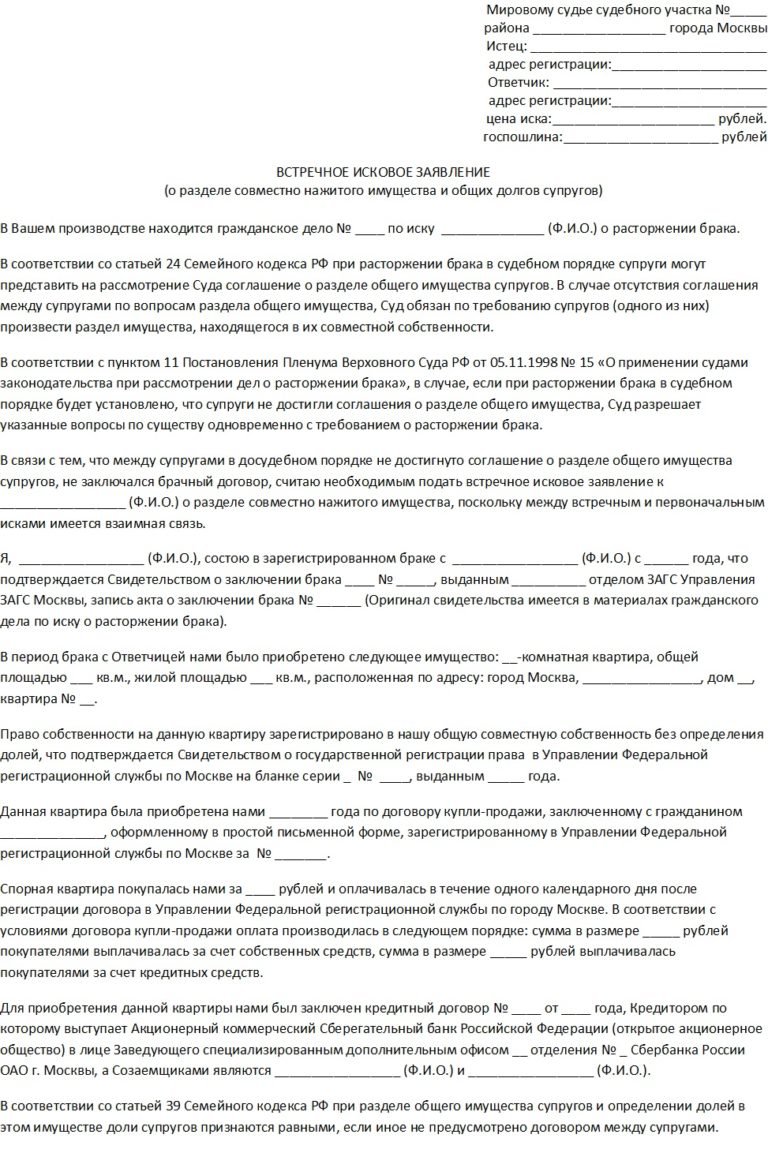 Мировому судье судебного участка №_____
района __________________ города Москвы
Истец: ________________________________
адрес регистрации:_____________________
Ответчик: _____________________________
адрес регистрации:_____________________
цена иска:______________________ рублей.
госпошлина:_____________________ рублей
ВСТРЕЧНОЕ ИСКОВОЕ ЗАЯВЛЕНИЕ
(о разделе совместно нажитого имущества и общих долгов супругов)
В Вашем производстве находится гражданское дело № ____ по иску ______________ (Ф.И.О.) о расторжении брака.
В соответствии со статьей 24 Семейного кодекса РФ при расторжении брака в судебном порядке супруги могут
представить на рассмотрение Суда соглашение о разделе общего имущества супругов. В случае отсутствия соглашения
между супругами по вопросам раздела общего имущества, Суд обязан по требованию супругов (одного из них)
произвести раздел имущества, находящегося в их совместной собственности.
В соответствии с пунктом 11 Постановления Пленума Верховного Суда РФ от 05.11.1998 № 15 «О применении судами
законодательства при рассмотрении дел о расторжении брака», в случае, если при расторжении брака в судебном
порядке будет установлено, что супруги не достигли соглашения о разделе общего имущества, Суд разрешает
указанные вопросы по существу одновременно с требованием о расторжении брака.
В связи с тем, что между супругами в досудебном порядке не достигнуто соглашение о разделе общего имущества
супругов, не заключался брачный договор, считаю необходимым подать встречное исковое заявление к
_________________ (Ф.И.О.) о разделе совместно нажитого имущества, поскольку между встречным и первоначальным
исками имеется взаимная связь.
Я, _________________ (Ф.И.О.), состою в зарегистрированном браке с _________________ (Ф.И.О.) с ______ года, что
подтверждается Свидетельством о заключении брака ____ № _____, выданным __________ отделом ЗАГС Управления
ЗАГС Москвы, запись акта о заключении брака № ______ (Оригинал свидетельства имеется в материалах гражданского
дела по иску о расторжении брака).
В период брака с Ответчицей нами было приобретено следующее имущество: __-комнатная квартира, общей
площадью ___ кв.м., жилой площадью ___ кв.м., расположенная по адресу: город Москва, ________________, дом __,
квартира № __.
Право собственности на данную квартиру зарегистрировано в нашу общую совместную собственность без определения
долей, что подтверждается Свидетельством о государственной регистрации права в Управлении Федеральной
регистрационной службы по Москве на бланке серии _ № ____, выданным _____ года.
Данная квартира была приобретена нами ________ года по договору купли-продажи, заключенному с гражданином
______________, оформленному в простой письменной форме, зарегистрированному в Управлении Федеральной
регистрационной службы по Москве за № _______.
Спорная квартира покупалась нами за ____ рублей и оплачивалась в течение одного календарного дня после
регистрации договора в Управлении Федеральной регистрационной службы по городу Москве. В соответствии с
условиями договора купли-продажи оплата производилась в следующем порядке: сумма в размере _____ рублей
покупателями выплачивалась за счет собственных средств, сумма в размере _____ рублей выплачивалась
покупателями за счет кредитных средств.
Для приобретения данной квартиры нами был заключен кредитный договор № ____ от ____ года, Кредитором по
которому выступает Акционерный коммерческий Сберегательный банк Российской Федерации (открытое акционерное
общество) в лице Заведующего специализированным дополнительным офисом __ отделения № _ Сбербанка России
ОАО г. Москвы, а Созаемщиками являются _________________ (Ф.И.О.) и _________________ (Ф.И.О.).
В соответствии со статьей 39 Семейного кодекса РФ при разделе общего имущества супругов и определении долей в
этом имуществе доли супругов признаются равными, если иное не предусмотрено договором между супругами.